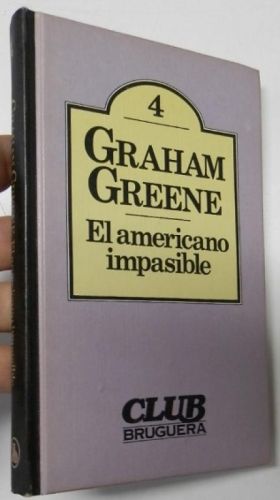 4
GRAHAM
GREENE
El americano
impasible
CLUB
BRUGUERA